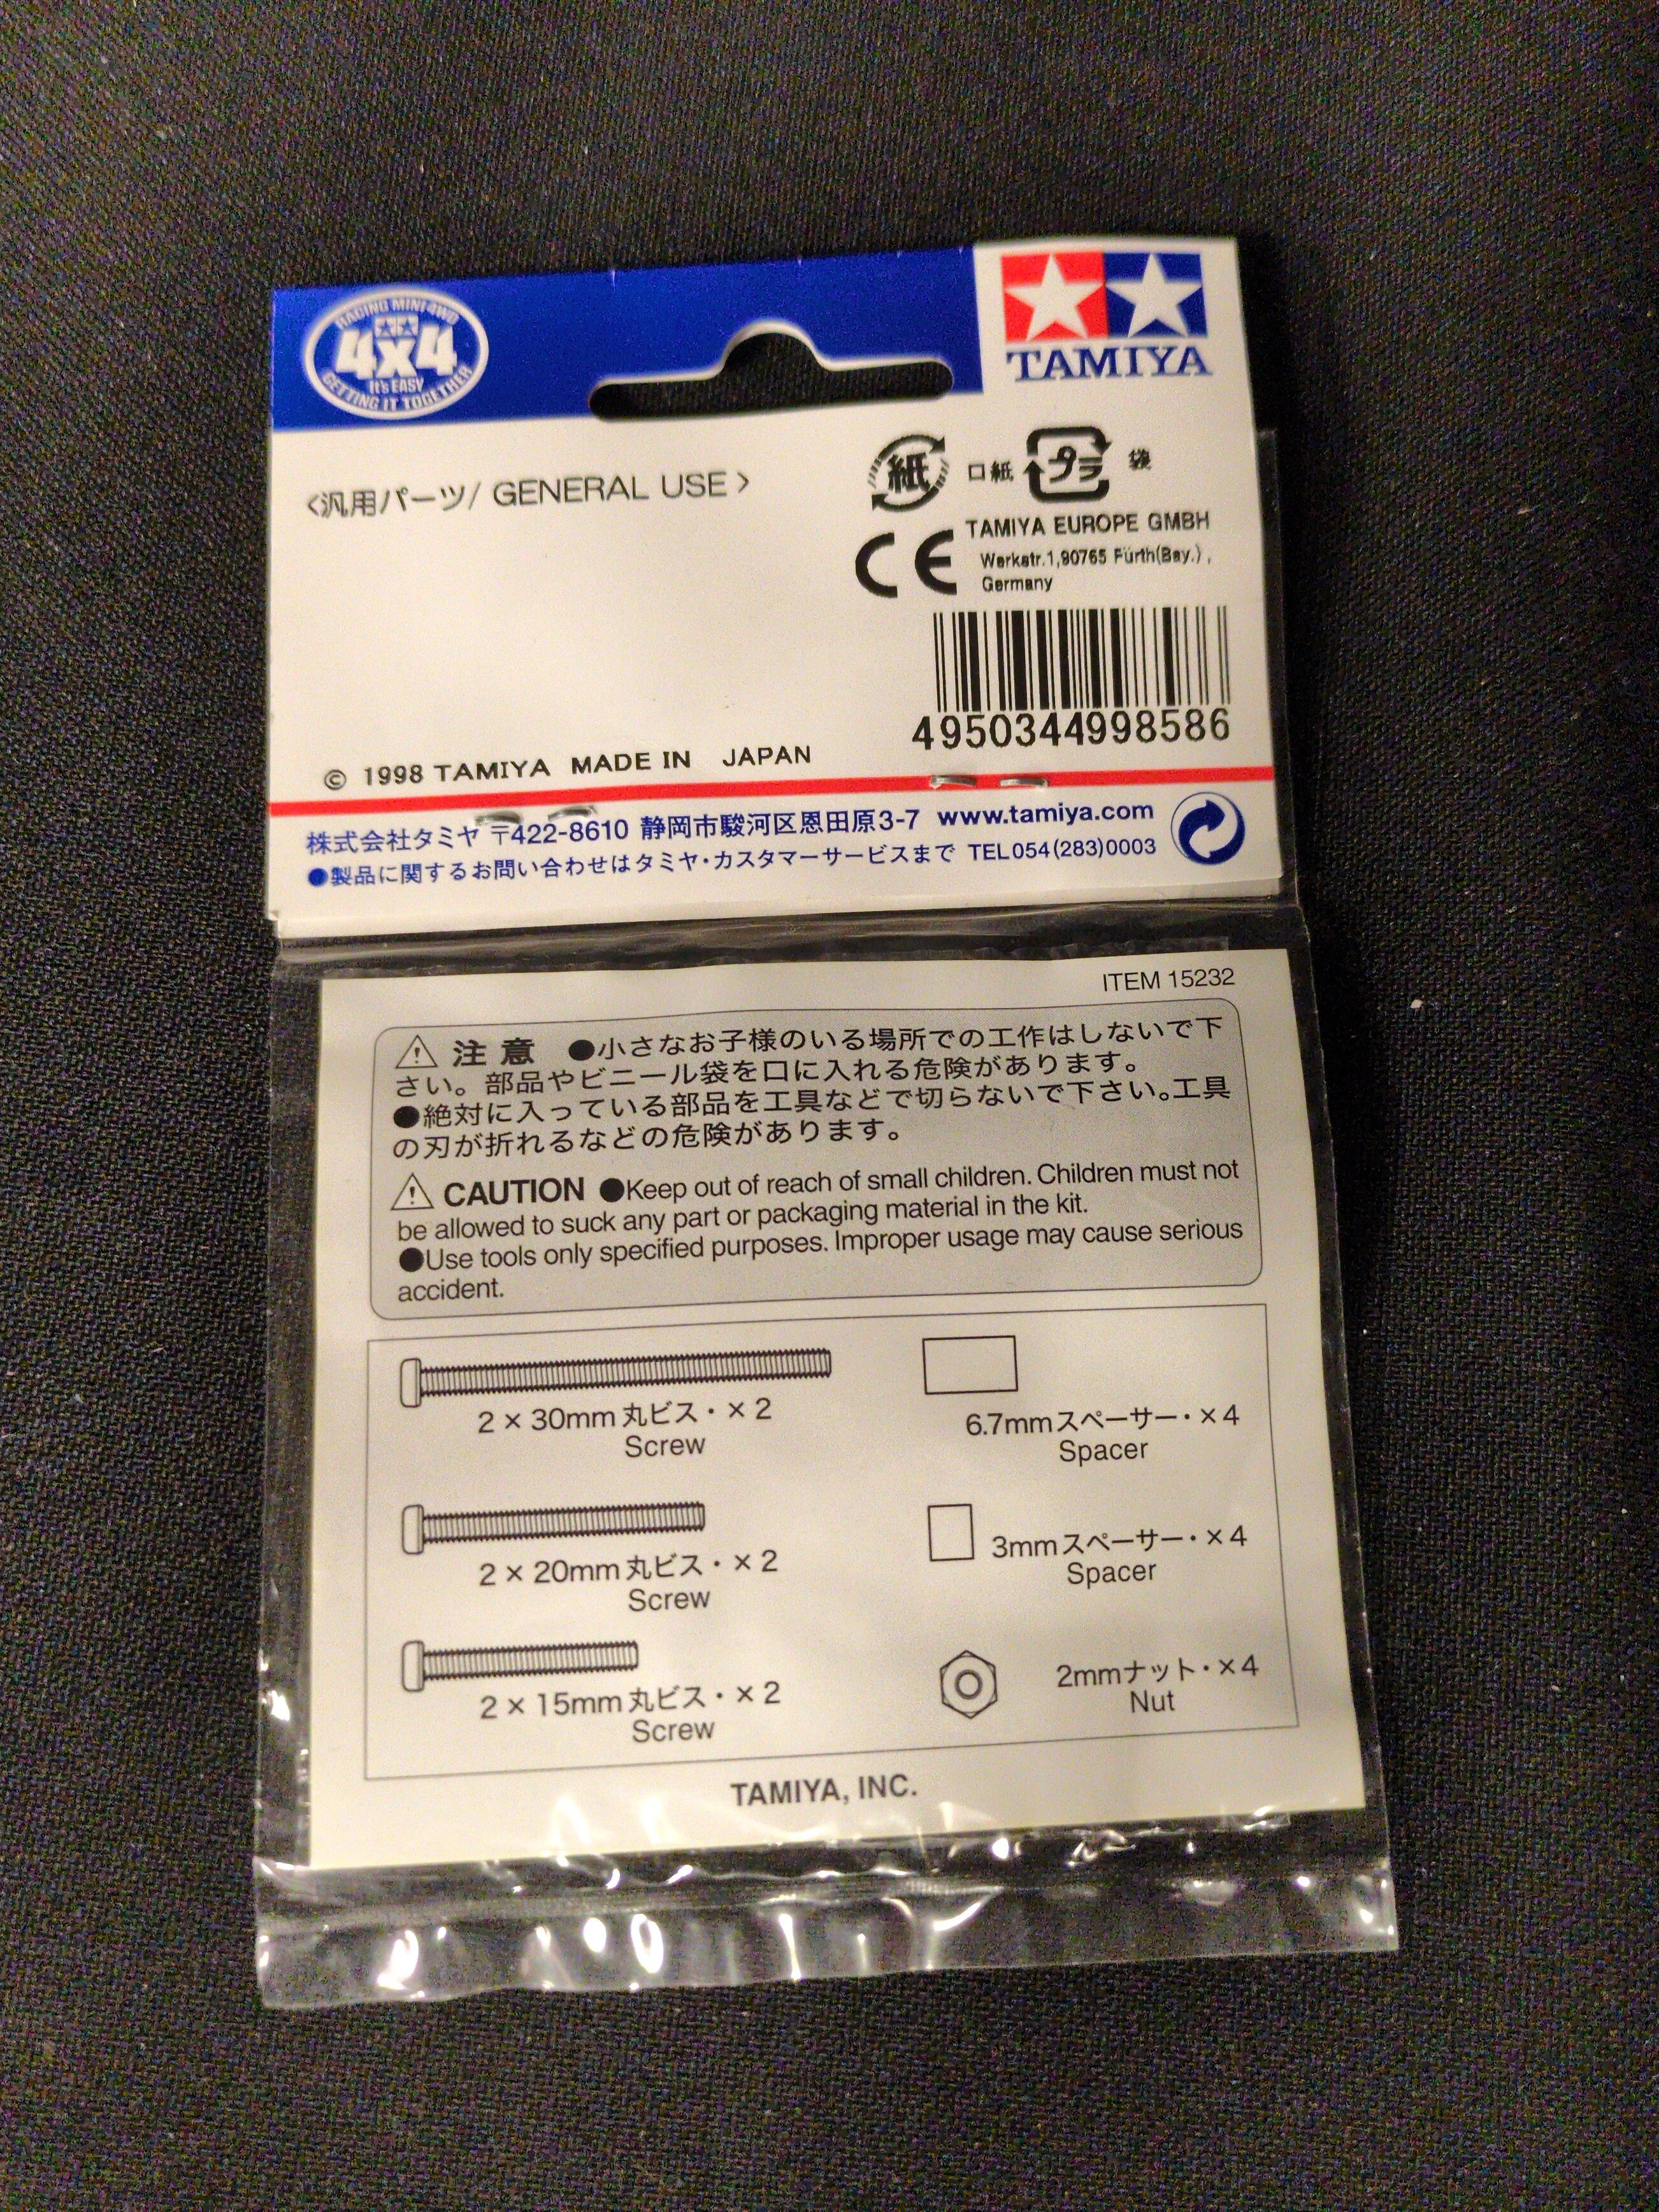 RACING MINI 4WD
4x4
It's EASY
GETTING IT TOGETHER
TAMIYA
<汎用パーツ/ GENERAL USE>
紙 口紙 プラ 袋
CE TAMIYA EUROPE GMBH
Werkstr.1,90765 Fürth(Bay.),
Germany
4950344998586
© 1998 TAMIYA MADE IN JAPAN
株式会社タミヤ 〒422-8610 静岡市駿河区恩田原3-7 www.tamiya.com
●製品に関するお問い合わせはタミヤ・カスタマーサービスまで TEL054(283)0003
ITEM 15232
注意 ●小さなお子様のいる場所での工作はしないで下
さい。部品やビニール袋を口に入れる危険があります。
●絶対に入っている部品を工具などで切らないで下さい。工具
の刃が折れるなどの危険があります。
CAUTION ●Keep out of reach of small children. Children must not
be allowed to suck any part or packaging material in the kit.
●Use tools only specified purposes. Improper usage may cause serious
accident.
2×30mm丸ビス・×2
Screw
6.7mmスペーサー・×4
Spacer
2×20mm丸ビス・×2
Screw
3mmスペーサー・×4
Spacer
2×15mm丸ビス・×2
Screw
2mmナット・×4
Nut
TAMIYA, INC.